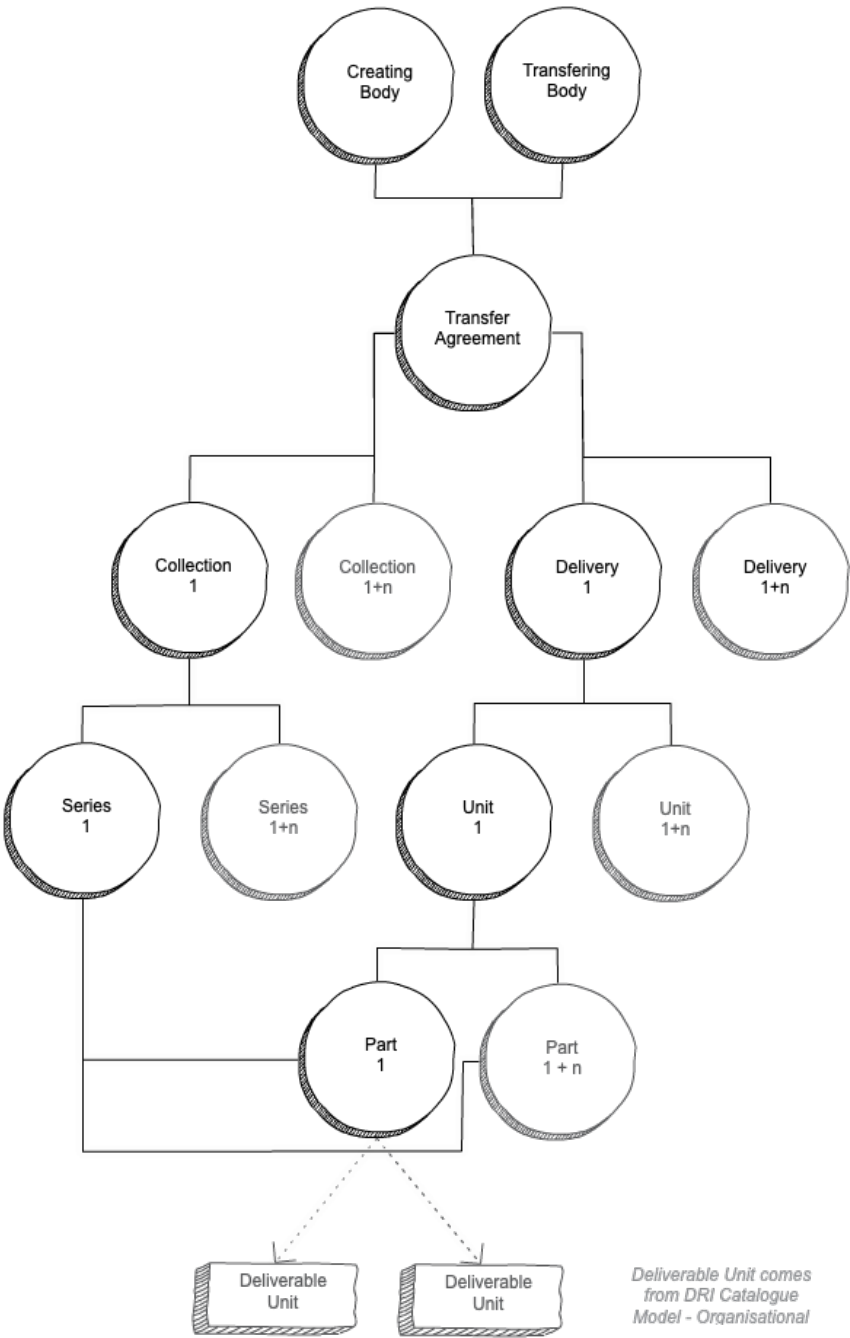 Creating
Body
Transfering
Body
Transfer
Agreement
Collection
1
Collection
1+n
Delivery
1
Delivery
1+n
Series
1
Series
1+n
Unit
1
Unit
1+n
Part
1
Part
1 + n
Deliverable
Unit
Deliverable
Unit
Deliverable Unit comes
from DRI Catalogue
Model - Organisational